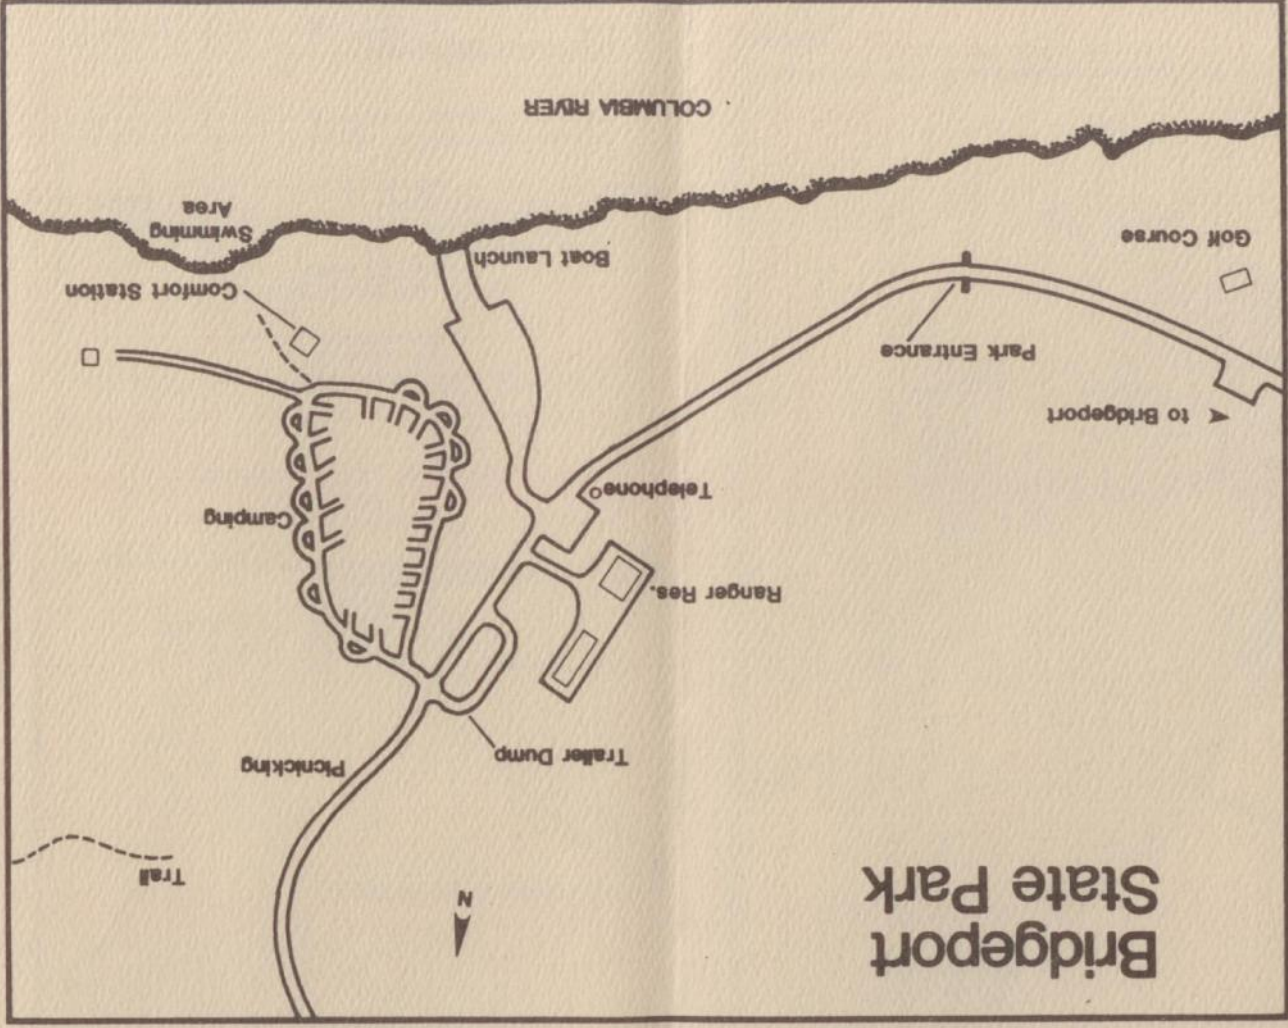 Bridgeport
State Park
N
Trail
Picnicking
Trailer Dump
Ranger Res.
Camping
Telephone
to Bridgeport
Park Entrance
Comfort Station
Golf Course
Boat Launch
Swimming
Area
COLUMBIA RIVER